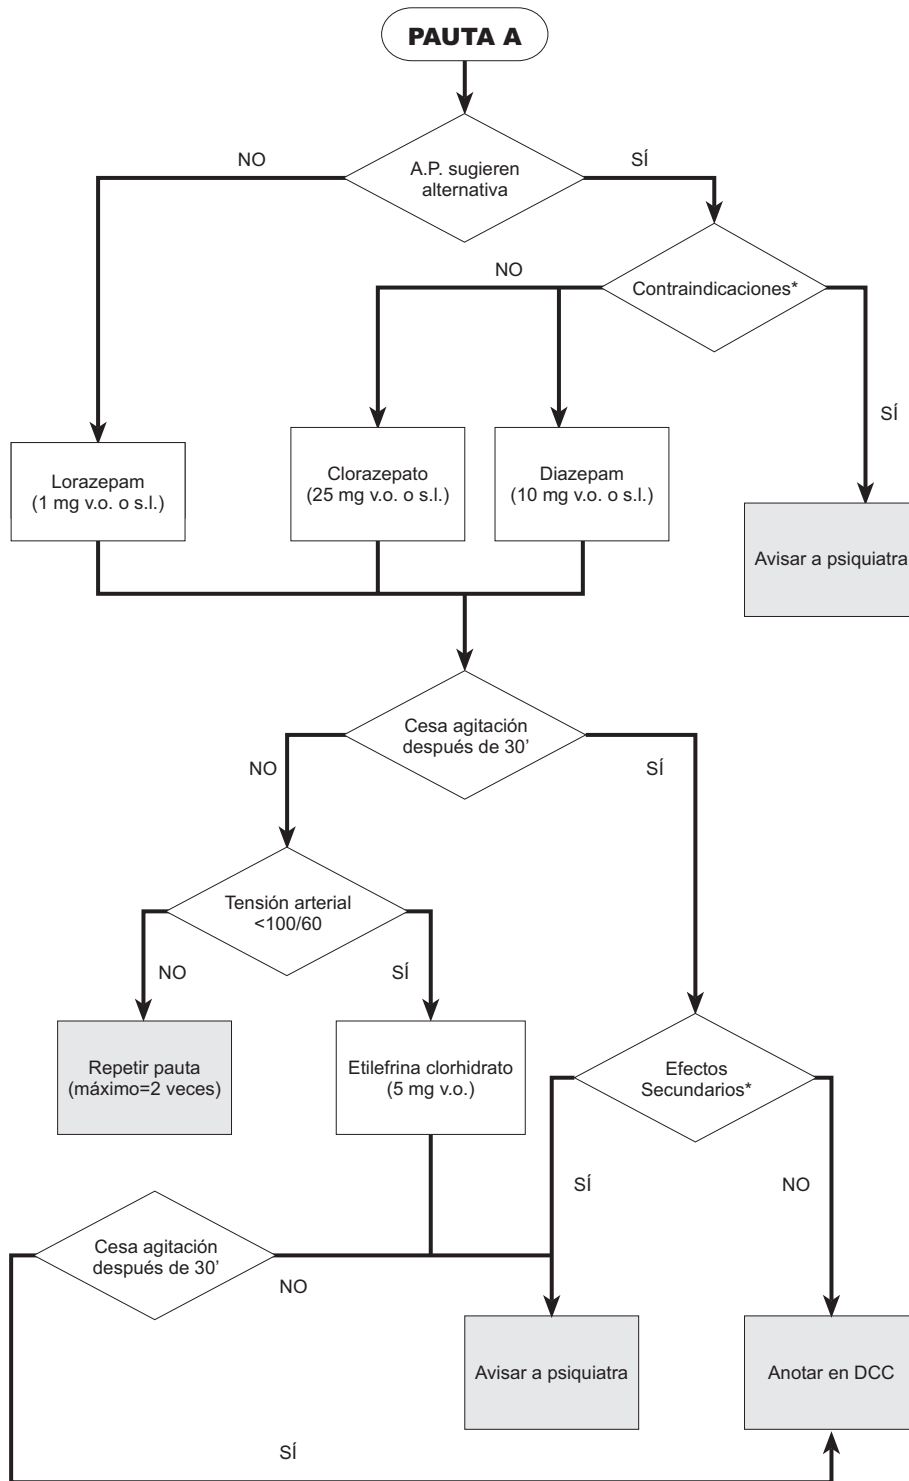 PAUTA A
NO
A.P. sugieren
alternativa
SÍ
NO
Contraindicaciones*
SÍ
Lorazepam
(1 mg v.o. o s.l.)
Clorazepato
(25 mg v.o. o s.l.)
Diazepam
(10 mg v.o. o s.l.)
Avisar a psiquiatra
Cesa agitación
después de 30’
NO
SÍ
Tensión arterial
<100/60
NO
SÍ
Repetir pauta
(máximo=2 veces)
Etilefrina clorhidrato
(5 mg v.o.)
Efectos
Secundarios*
SÍ
NO
Cesa agitación
después de 30’
NO
Avisar a psiquiatra
Anotar en DCC
SÍ